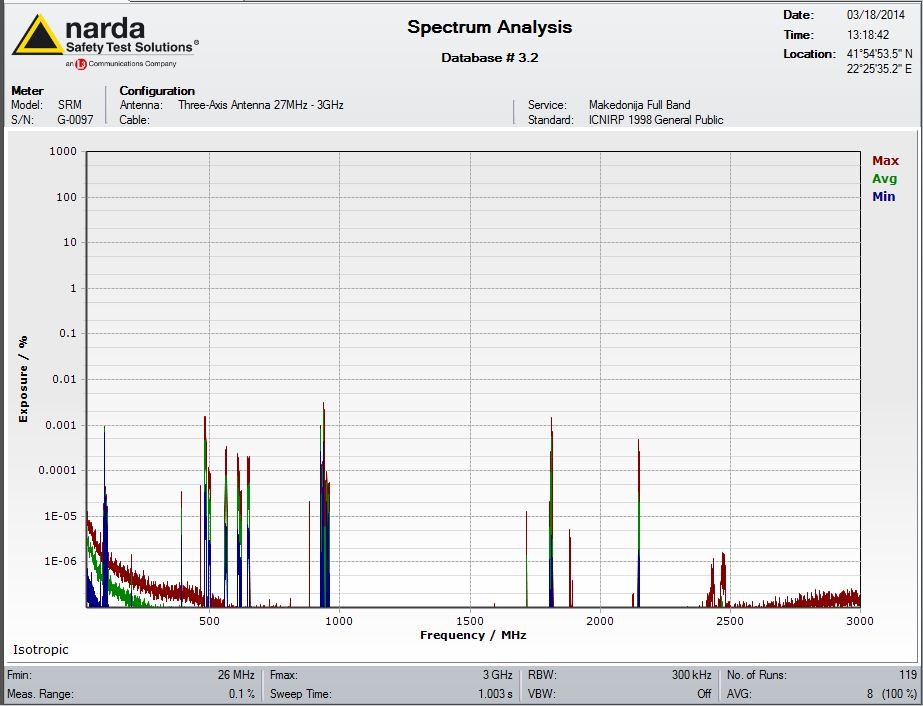 narda
Safety Test Solutions®
an L3 Communications Company
Spectrum Analysis
Database # 3.2
Date: 03/18/2014
Time: 13:18:42
Location: 41°54'53.5" N
22°25'35.2" E
Meter
Model: SRM
S/N: G-0097
Configuration
Antenna: Three-Axis Antenna 27MHz - 3GHz
Cable:
Service: Makedonija Full Band
Standard: ICNIRP 1998 General Public
1000
100
10
1
0.1
0.01
0.001
0.0001
1E-05
1E-06
Exposure / %
Max
Avg
Min
500 1000 1500 2000 2500 3000
Frequency / MHz
Isotropic
Fmin: 26 MHz Fmax: 3 GHz RBW: 300 kHz No. of Runs: 119
Meas. Range: 0.1 % Sweep Time: 1.003 s VBW: Off AVG: 8 (100 %)